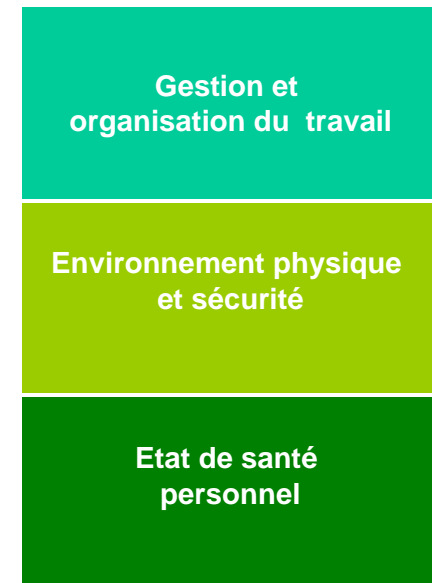 Gestion et
organisation du travail
Environnement physique
et sécurité
Etat de santé
personnel